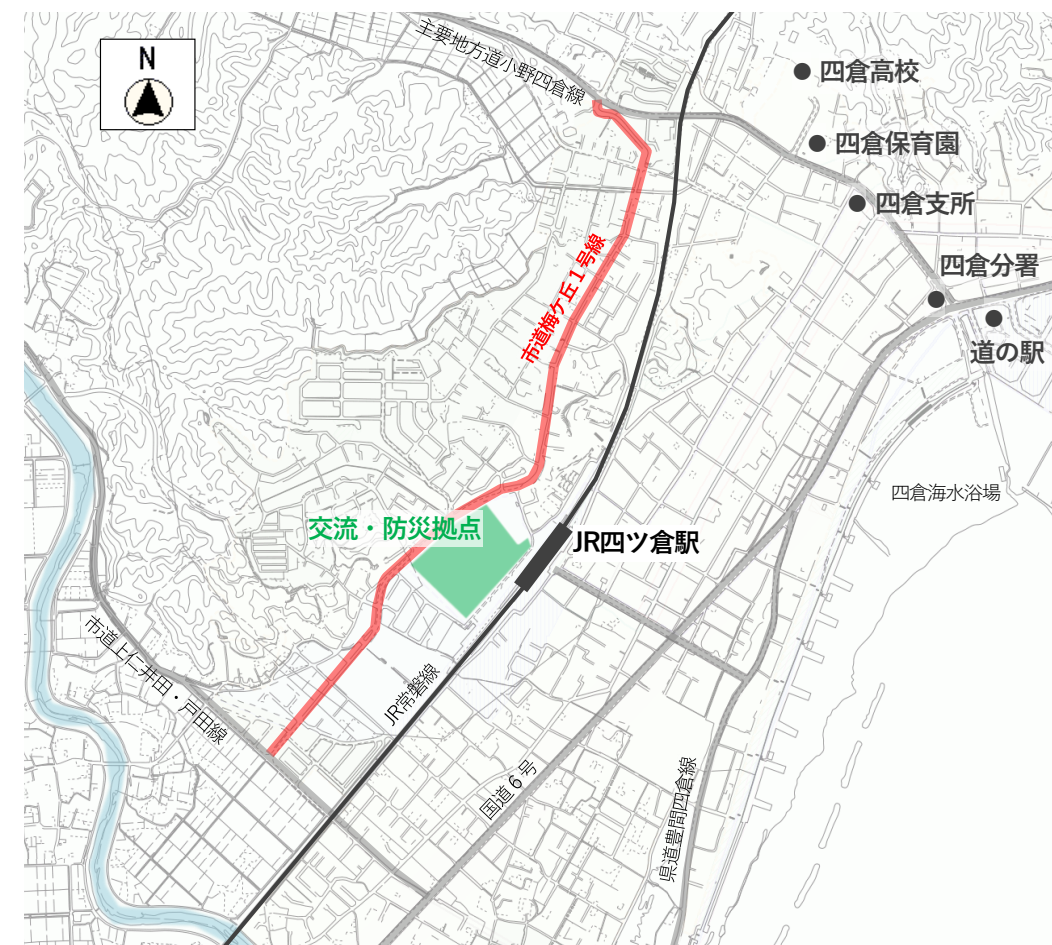 N
主要地方道小野四倉線
四倉高校
四倉保育園
四倉支所
四倉分署
道の駅
市道梅ケ丘1号線
四倉海水浴場
交流・防災拠点
JR四ツ倉駅
市道上仁井田・戸田線
JR常磐線
国道6号
県道豊間四倉線